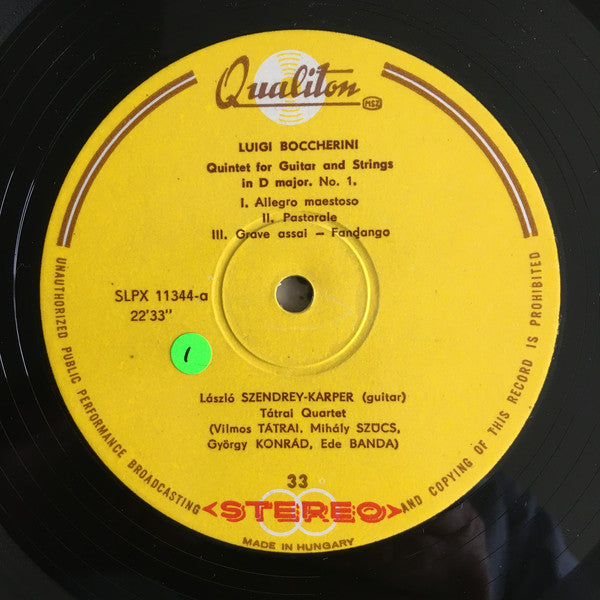 Qualiton
MSZ
LUIGI BOCCHERINI
Quintet for Guitar and Strings
in D major. No. 1.
I. Allegro maestoso
II. Pastorale
III. Grave assai – Fandango
SLPX 11344-a
22'33"
1
László SZENDREY-KARPER (guitar)
Tátrai Quartet
(Vilmos TÁTRAI, Mihály SZŰCS,
György KONRÁD, Ede BANDA)
33
<STEREO>
MADE IN HUNGARY
UNAUTHORIZED PUBLIC PERFORMANCE BROADCASTING AND COPYING OF THIS RECORD IS PROHIBITED